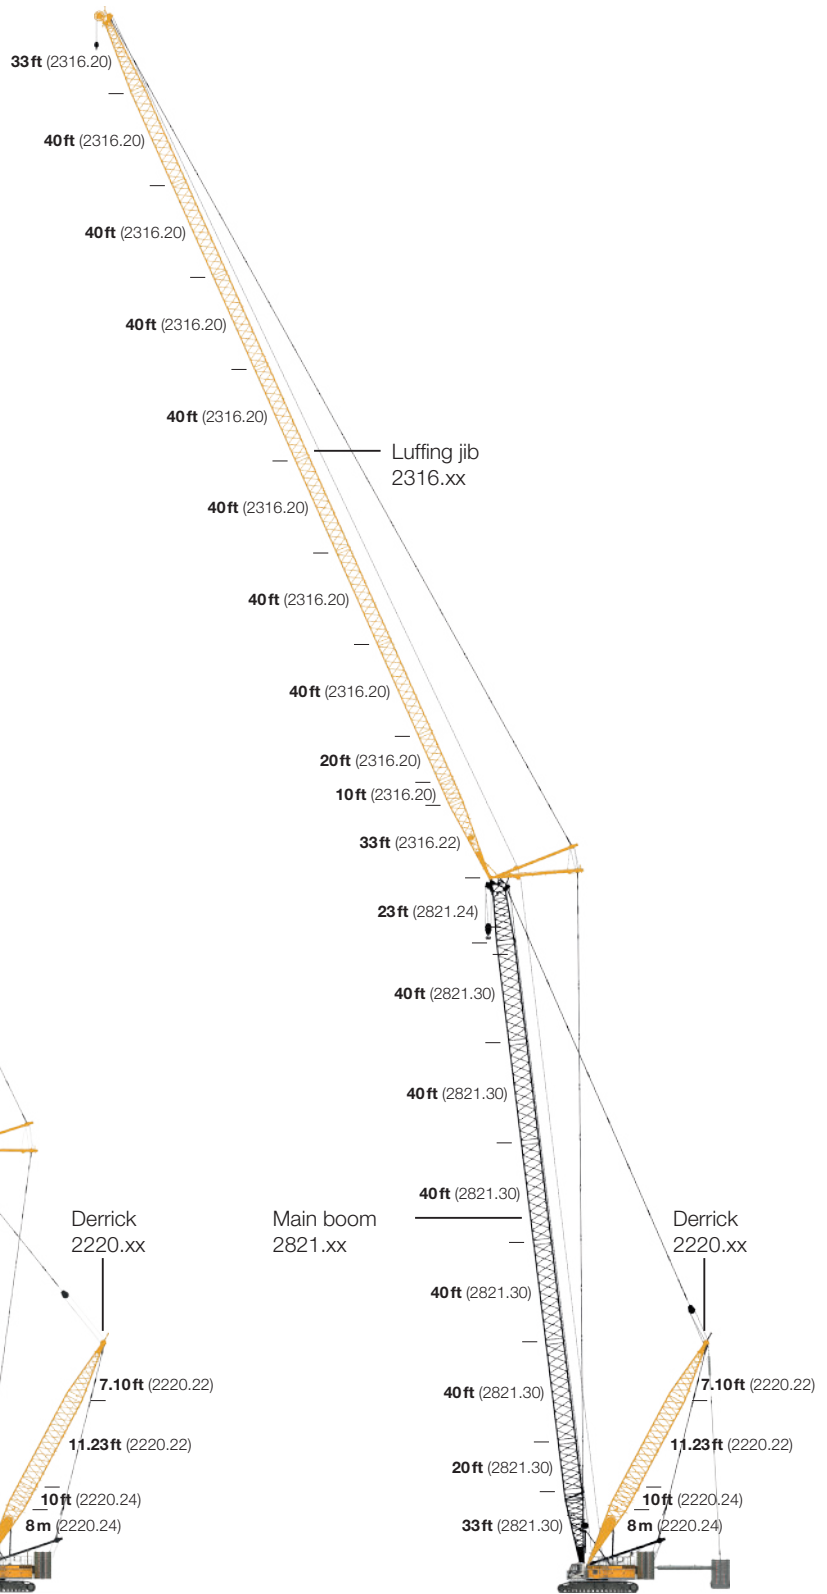 33 ft (2316.20)
40 ft (2316.20)
40 ft (2316.20)
40 ft (2316.20)
40 ft (2316.20)
Luffing jib
2316.xx
40 ft (2316.20)
40 ft (2316.20)
40 ft (2316.20)
20 ft (2316.20)
10 ft (2316.20)
33 ft (2316.22)
23 ft (2821.24)
40 ft (2821.30)
40 ft (2821.30)
40 ft (2821.30)
Derrick
2220.xx
Main boom
2821.xx
Derrick
2220.xx
40 ft (2821.30)
7.10 ft (2220.22)
40 ft (2821.30)
7.10 ft (2220.22)
11.23 ft (2220.22)
20 ft (2821.30)
11.23 ft (2220.22)
10 ft (2220.24)
10 ft (2220.24)
8 m (2220.24)
33 ft (2821.30)
8 m (2220.24)